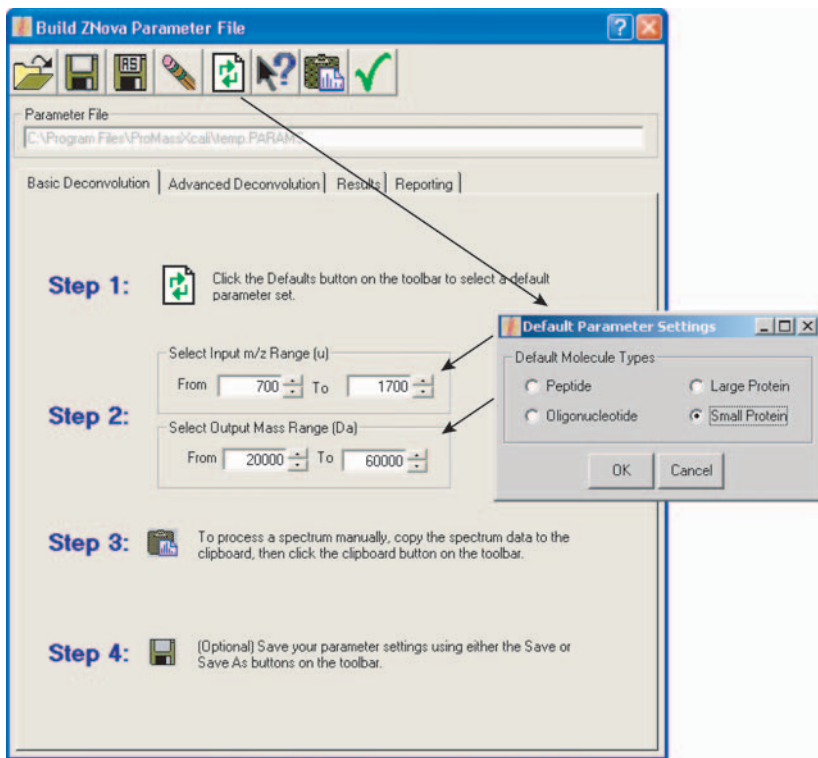 Build ZNova Parameter File
AS
Parameter File
C:\Program Files\ProMassXcali\temp.PARAMS
Basic Deconvolution
Advanced Deconvolution
Results
Reporting
Step 1:
Click the Defaults button on the toolbar to select a default
parameter set.
Step 2:
Select Input m/z Range (u)
From 700 To 1700
Select Output Mass Range (Da)
From 20000 To 60000
Default Parameter Settings
Default Molecule Types
Peptide
Large Protein
Oligonucleotide
Small Protein
OK
Cancel
Step 3:
To process a spectrum manually, copy the spectrum data to the
clipboard, then click the clipboard button on the toolbar.
Step 4:
(Optional) Save your parameter settings using either the Save or
Save As buttons on the toolbar.